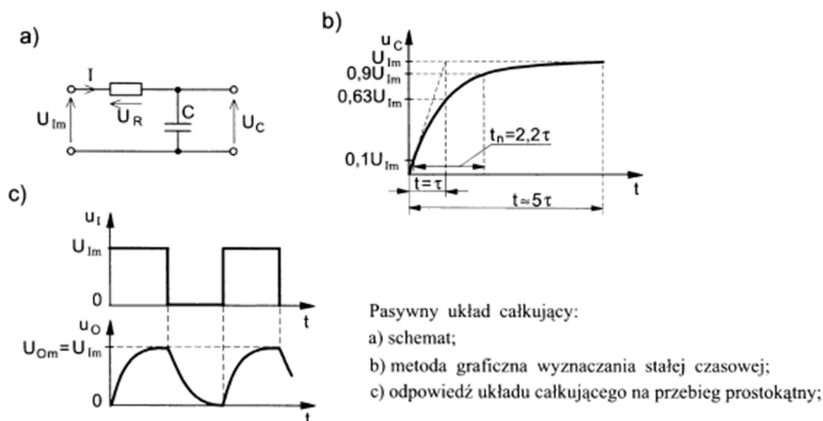 a)
I
U_Im
U_R
C
U_C
b)
u_C
U_Im
0,9U_Im
0,63U_Im
0,1U_Im
t_n=2,2τ
t=τ
t≈5τ
t
c)
u_I
U_Im
0
t
u_O
U_Om=U_Im
0
t
Pasywny układ całkujący:
a) schemat;
b) metoda graficzna wyznaczania stałej czasowej;
c) odpowiedź układu całkującego na przebieg prostokątny;